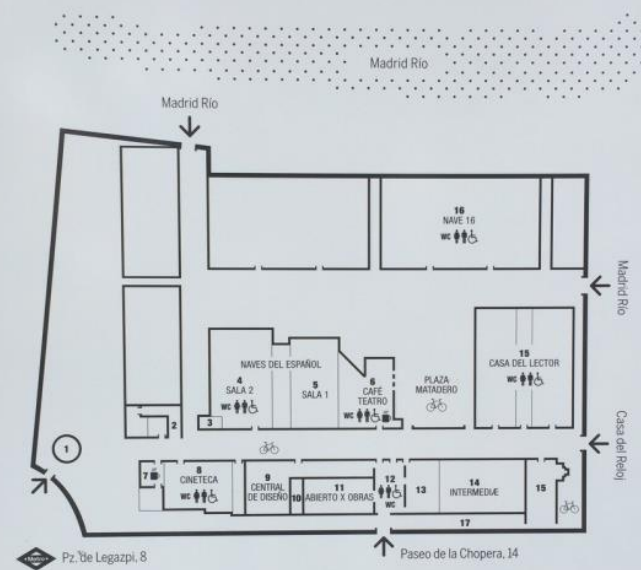 Madrid Río
Madrid Río
16
NAVE 16
WC
Madrid Río
NAVES DEL ESPAÑOL
4
SALA 2
WC
5
SALA 1
6
CAFÉ
TEATRO
WC
PLAZA
MATADERO
15
CASA DEL LECTOR
WC
2
3
1
Casa del Reloj
7
8
CINETECA
WC
9
CENTRAL
DE DISEÑO
10
11
ABIERTO X OBRAS
12
WC
13
14
INTERMEDIÆ
15
17
Metro
Pz. de Legazpi, 8
Paseo de la Chopera, 14